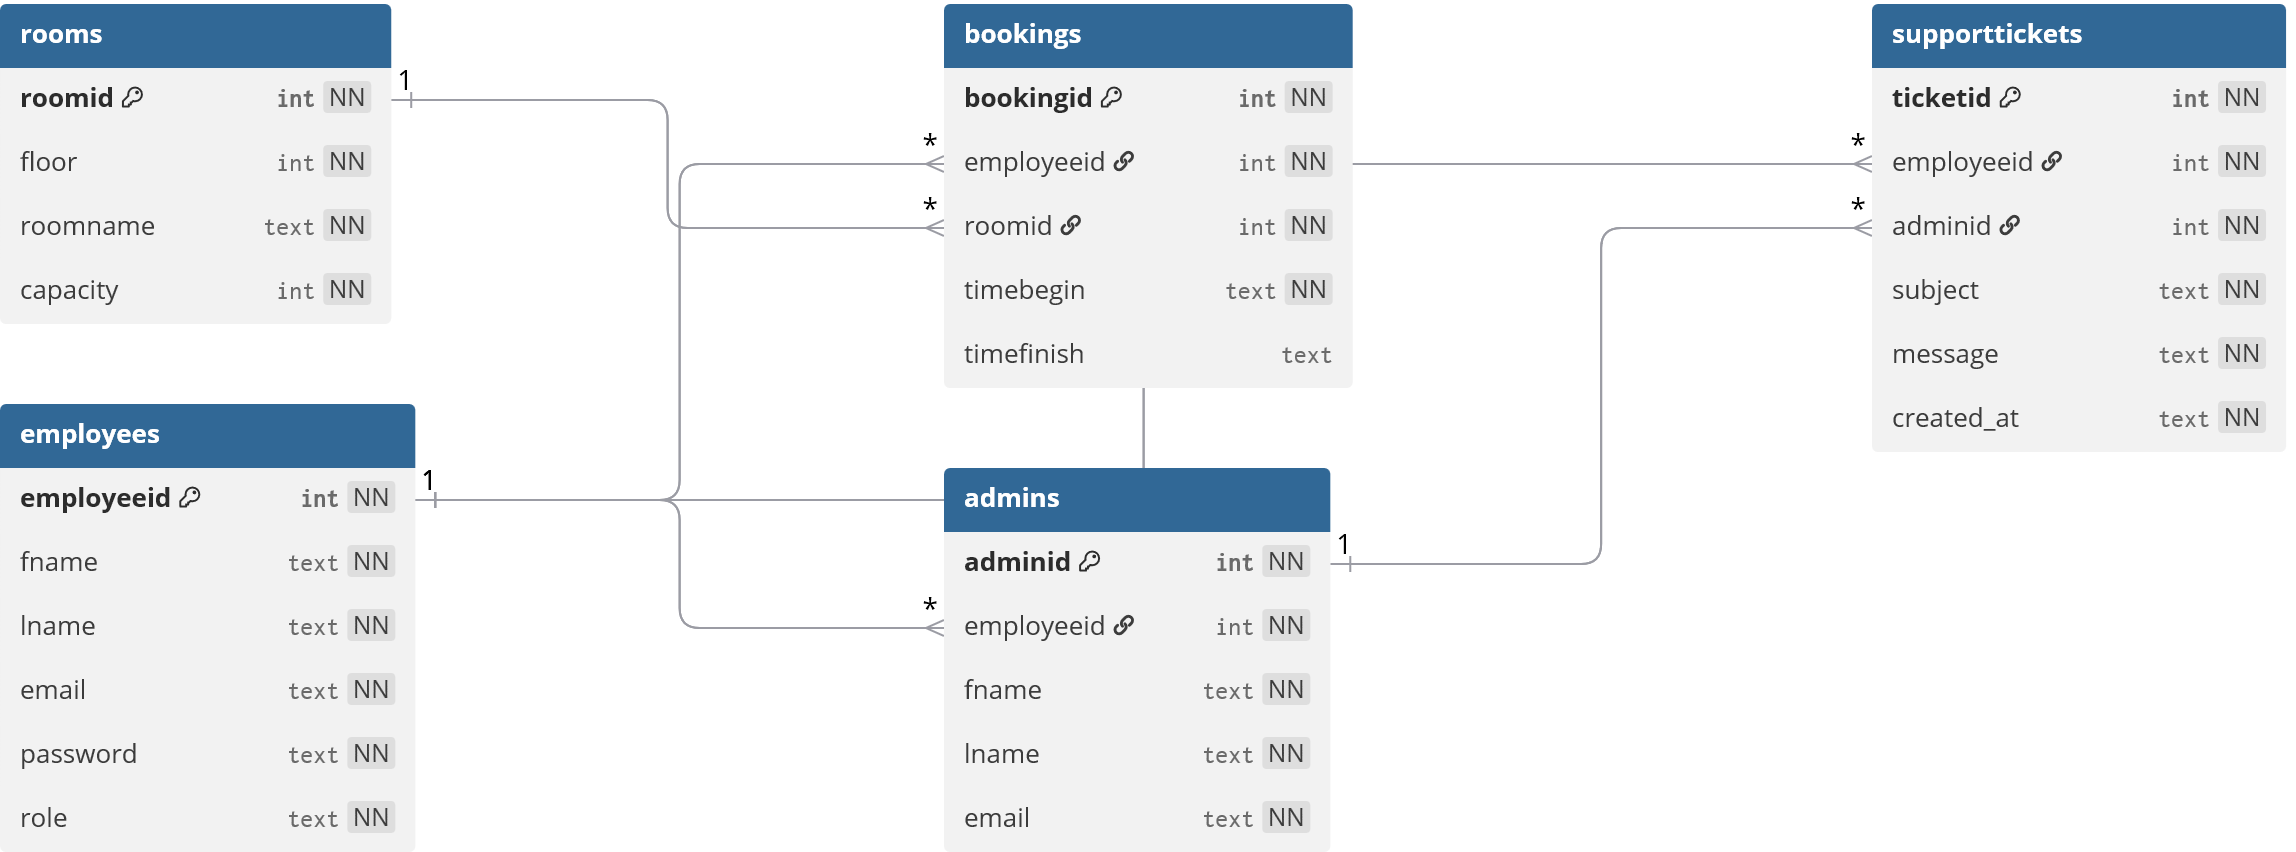 rooms
roomid int NN
floor int NN
roomname text NN
capacity int NN
1
employees
employeeid int NN
fname text NN
lname text NN
email text NN
password text NN
role text NN
1
bookings
bookingid int NN
* employeeid int NN
* roomid int NN
timebegin text NN
timefinish text
admins
adminid int NN
1
* employeeid int NN
fname text NN
lname text NN
email text NN
supporttickets
ticketid int NN
* employeeid int NN
* adminid int NN
subject text NN
message text NN
created_at text NN